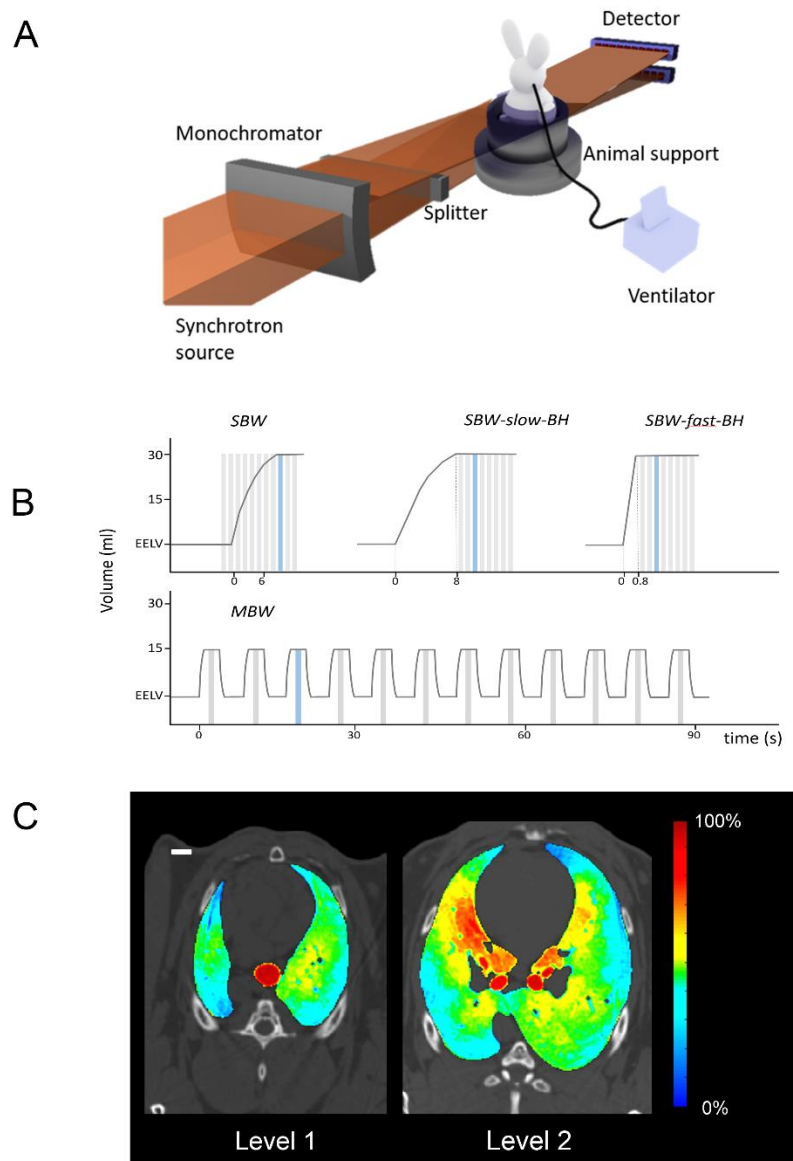 A
Detector
Monochromator
Animal support
Splitter
Ventilator
Synchrotron
source
B
SBW
SBW-slow-BH
SBW-fast-BH
Volume (ml)
30
15
EELV
0
6
0
8
0
0.8
MBW
30
15
EELV
0
30
60
90
time (s)
C
100%
0%
Level 1
Level 2